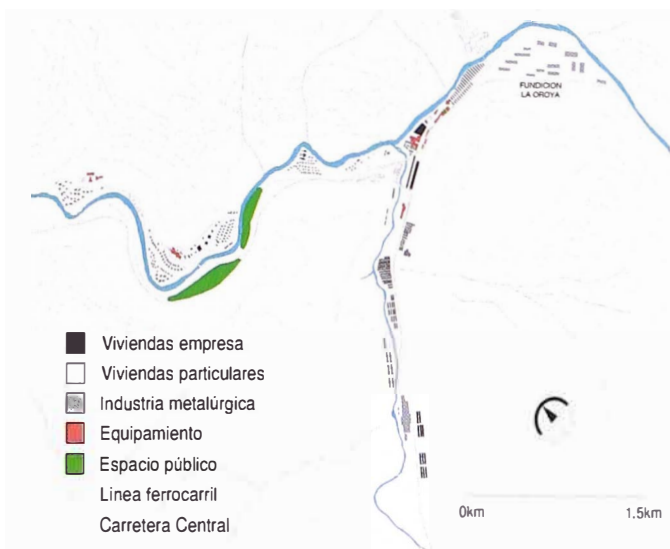 FUNDICION
LA OROYA
Viviendas empresa
Viviendas particulares
Industria metalúrgica
Equipamiento
Espacio público
Linea ferrocarril
Carretera Central
0km
1.5km